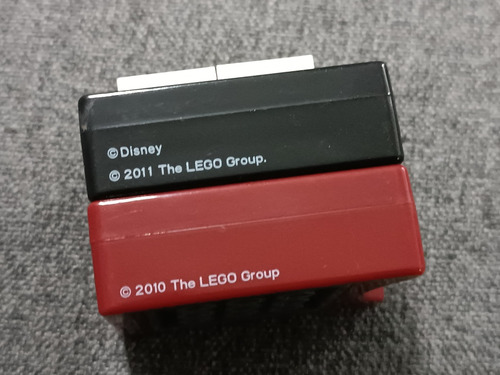 ©Disney
© 2011 The LEGO Group.
© 2010 The LEGO Group